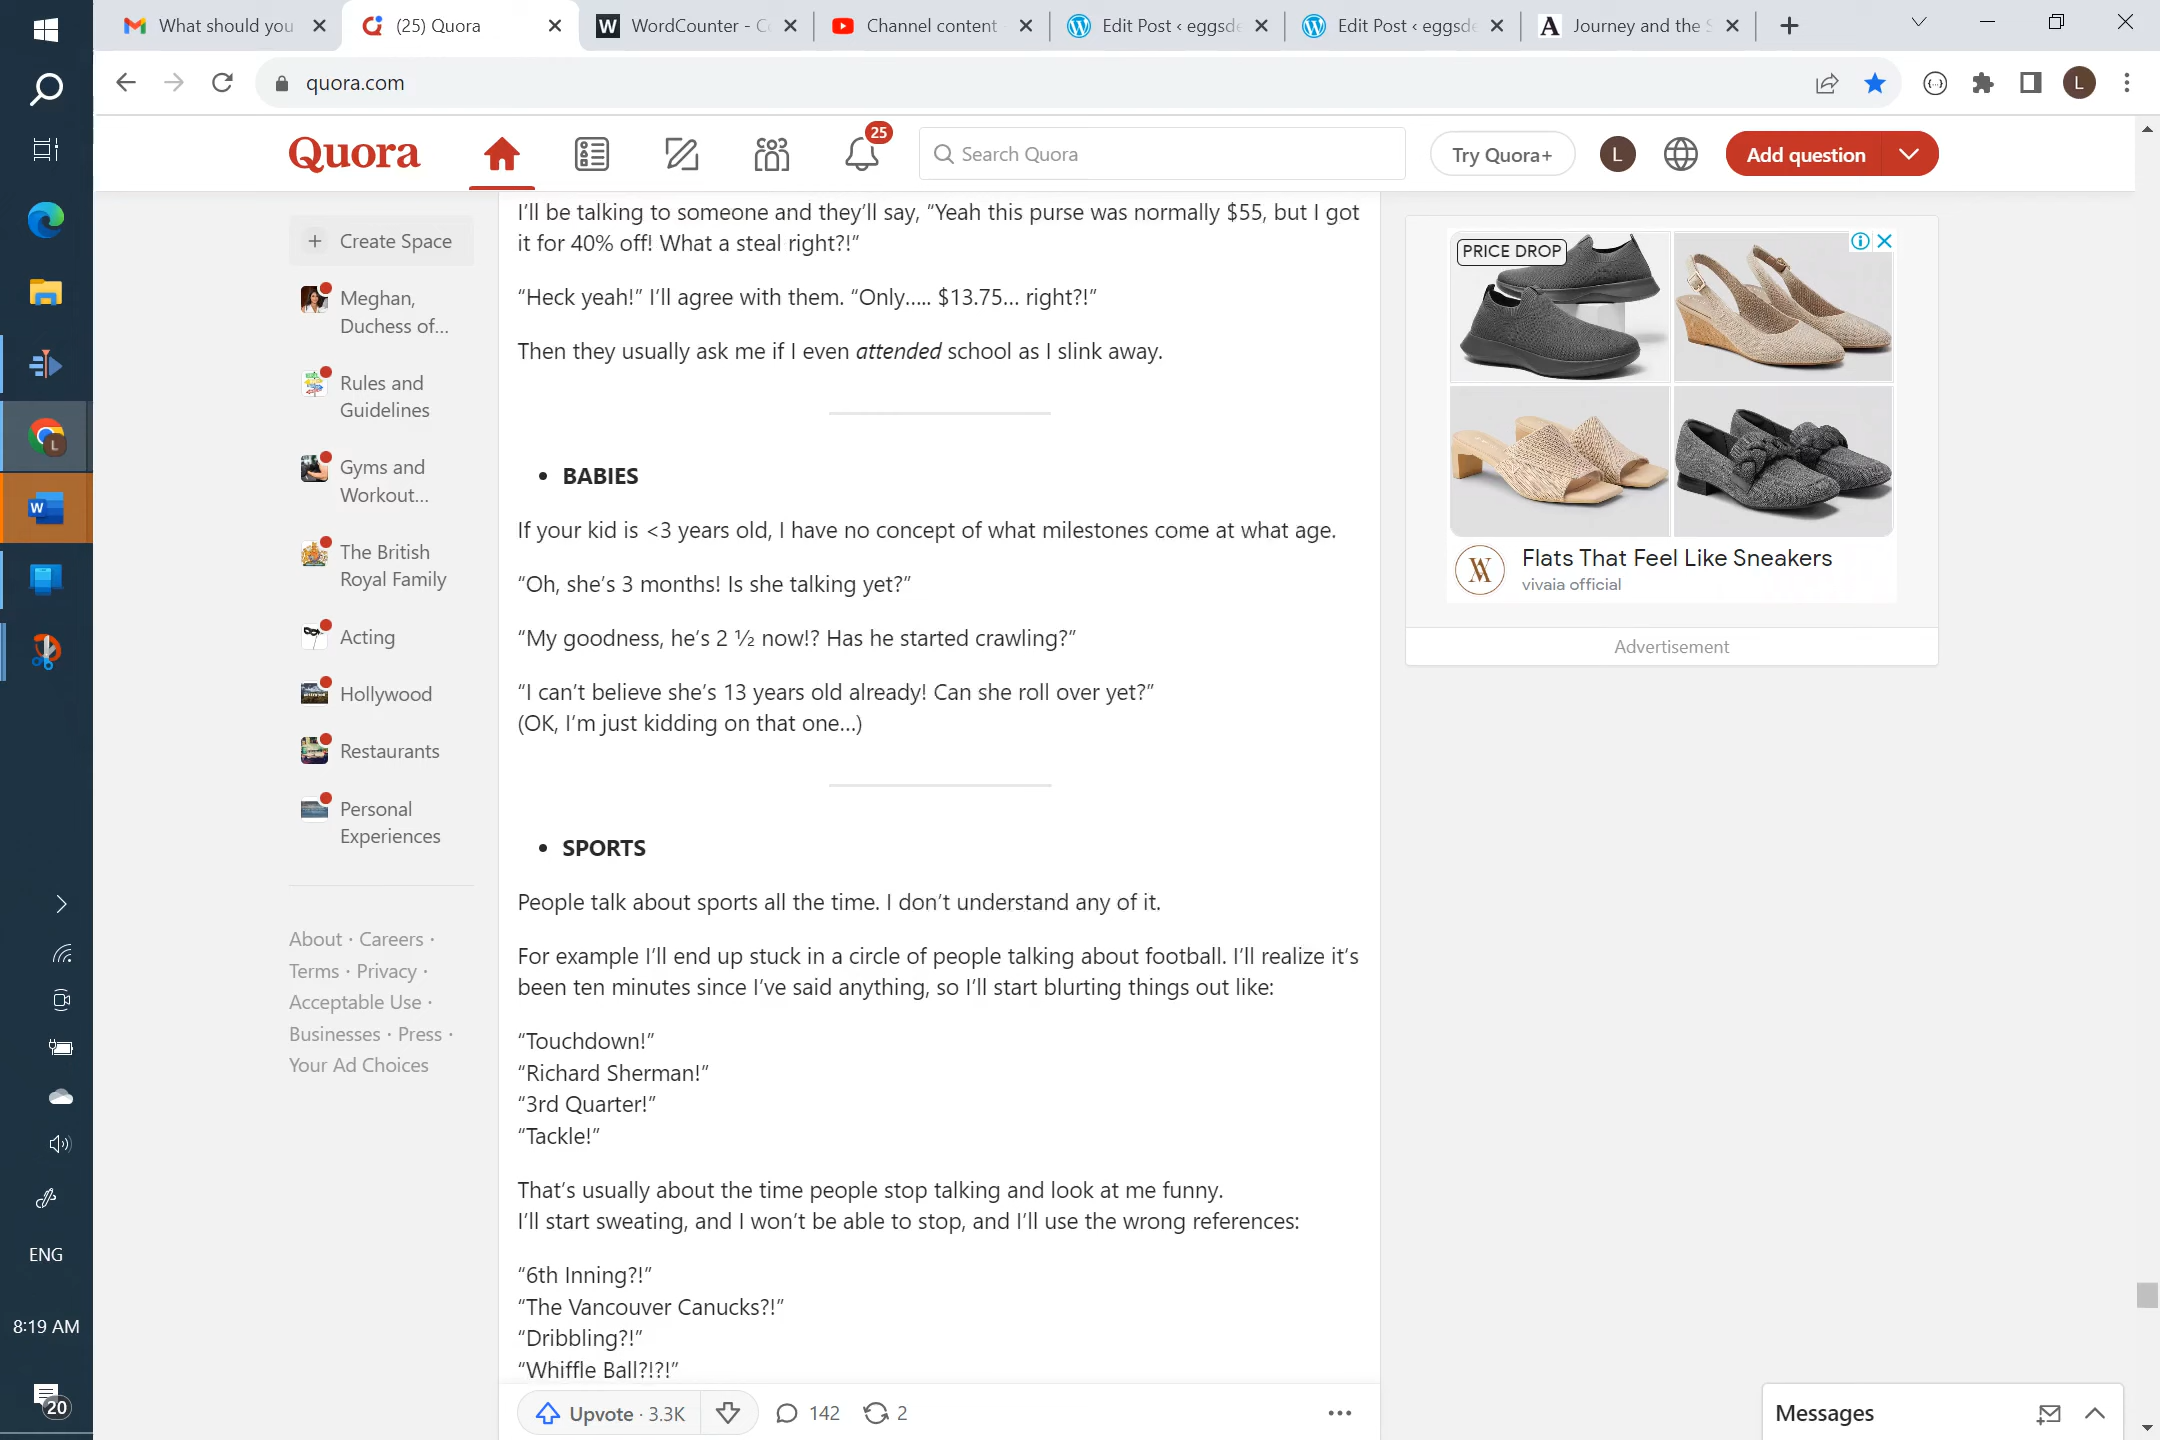 What should you
(25) Quora
WordCounter - C
Channel content
Edit Post ‹ eggsde
Edit Post ‹ eggsde
Journey and the S
quora.com
L
Quora
25
Search Quora
Try Quora+
L
Add question
Create Space
Meghan,
Duchess of...
Rules and
Guidelines
Gyms and
Workout...
The British
Royal Family
Acting
Hollywood
Restaurants
Personal
Experiences
About · Careers ·
Terms · Privacy ·
Acceptable Use ·
Businesses · Press ·
Your Ad Choices
I’ll be talking to someone and they’ll say, “Yeah this purse was normally $55, but I got
it for 40% off! What a steal right?!”
“Heck yeah!” I’ll agree with them. “Only….. $13.75… right?!”
Then they usually ask me if I even attended school as I slink away.
• BABIES
If your kid is <3 years old, I have no concept of what milestones come at what age.
“Oh, she’s 3 months! Is she talking yet?”
“My goodness, he’s 2 ½ now!? Has he started crawling?”
“I can’t believe she’s 13 years old already! Can she roll over yet?”
(OK, I’m just kidding on that one…)
• SPORTS
People talk about sports all the time. I don’t understand any of it.
For example I’ll end up stuck in a circle of people talking about football. I’ll realize it’s
been ten minutes since I’ve said anything, so I’ll start blurting things out like:
“Touchdown!”
“Richard Sherman!”
“3rd Quarter!”
“Tackle!”
That’s usually about the time people stop talking and look at me funny.
I’ll start sweating, and I won’t be able to stop, and I’ll use the wrong references:
“6th Inning?!”
“The Vancouver Canucks?!”
“Dribbling?!”
“Whiffle Ball?!?!”
Upvote · 3.3K
142
2
PRICE DROP
Flats That Feel Like Sneakers
vivaia official
Advertisement
Messages
L
W
ENG
8:19 AM
20